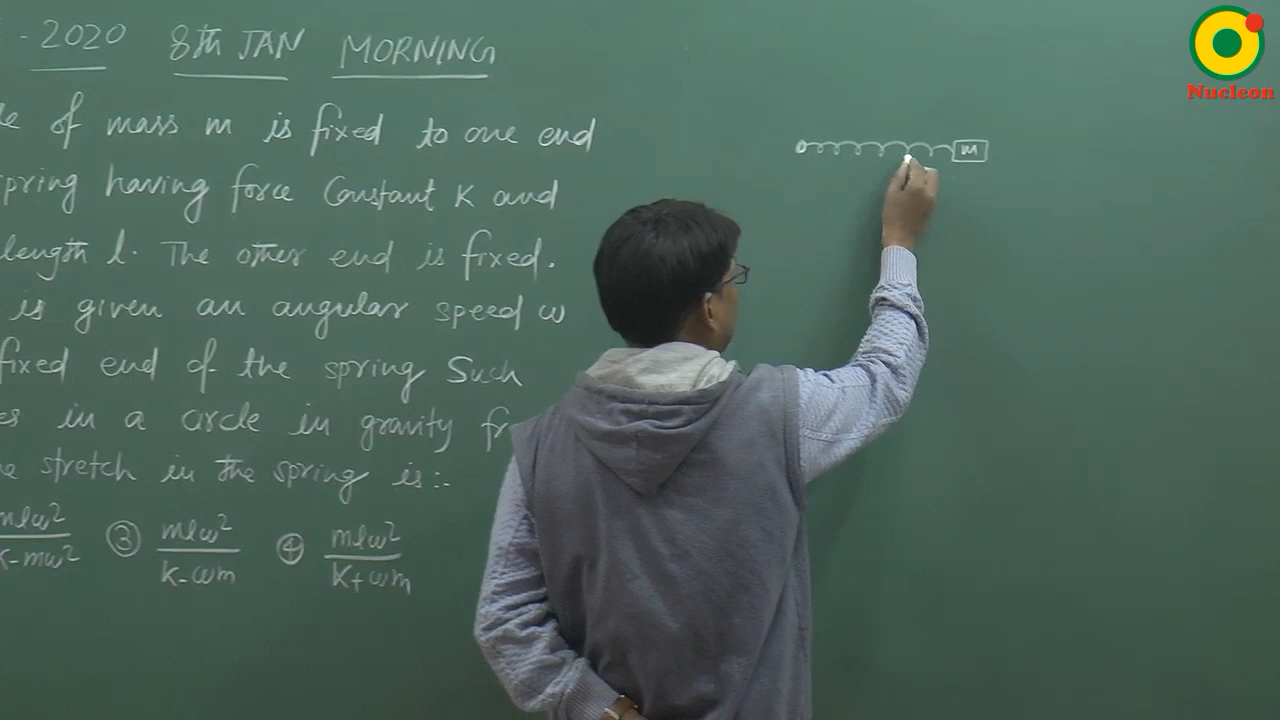 - 2020 8th JAN MORNING
of mass m is fixed to one end
spring having force Constant K and
length l. The other end is fixed.
is given an angular speed ω
fixed end of the spring Such
in a circle in gravity
stretch in the spring is :-
mlω²/K-mω² ③ mlω²/k-ωm ④ mlω²/K+ωm
m
Nucleon